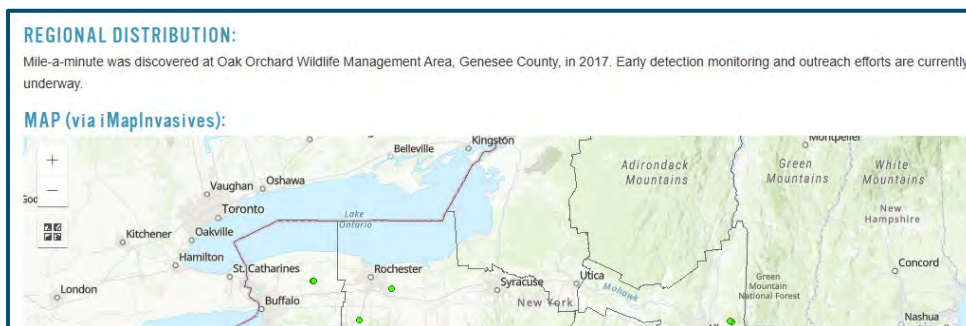 REGIONAL DISTRIBUTION:
Mile-a-minute was discovered at Oak Orchard Wildlife Management Area, Genesee County, in 2017. Early detection monitoring and outreach efforts are currently
underway.
MAP (via iMapInvasives):
Kingston
Belleville
Adirondack
Mountains
Green
Mountains
White
Mountains
Vaughan
Oshawa
Toronto
Lake
Ontario
New
Hampshire
Kitchener
Oakville
Hamilton
St. Catharines
Rochester
Syracuse
Utica
Concord
London
Buffalo
New York
Mohawk
Green
Mountain
National Forest
Nashua